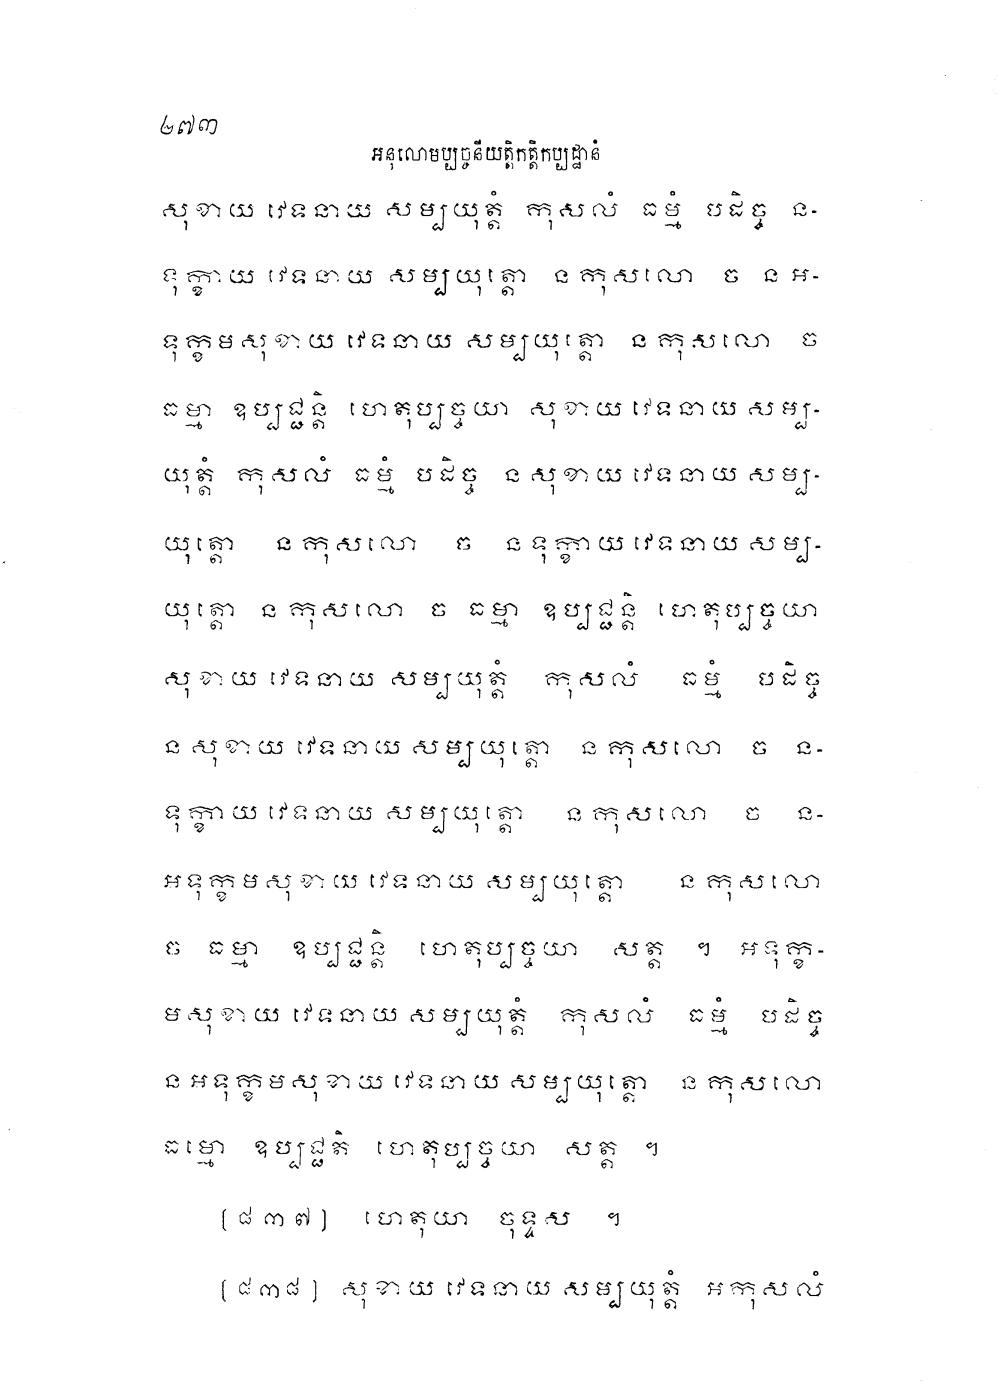 ២៧៣
អនុលោមប្បច្ចនីយត្តិកត្តិកប្បដ្ឋានំ
សុខាយ វេទនាយ សម្បយុត្តំ កុសលំ ធម្មំ បដិច្ច ន-
ទុក្ខាយ វេទនាយ សម្បយុត្តោ ន កុសលោ ច ន អ-
ទុក្ខមសុខាយ វេទនាយ សម្បយុត្តោ ន កុសលោ ច
ធម្មា ឧប្បជ្ជន្តិ ហេតុប្បច្ចយា សុខាយ វេទនាយ សម្ប-
យុត្តំ កុសលំ ធម្មំ បដិច្ច ន សុខាយ វេទនាយ សម្ប-
យុត្តោ ន កុសលោ ច ន ទុក្ខាយ វេទនាយ សម្ប-
យុត្តោ ន កុសលោ ច ធម្មា ឧប្បជ្ជន្តិ ហេតុប្បច្ចយា
សុខាយ វេទនាយ សម្បយុត្តំ កុសលំ ធម្មំ បដិច្ច
ន សុខាយ វេទនាយ សម្បយុត្តោ ន កុសលោ ច ន-
ទុក្ខាយ វេទនាយ សម្បយុត្តោ ន កុសលោ ច ន-
អទុក្ខមសុខាយ វេទនាយ សម្បយុត្តោ ន កុសលោ
ច ធម្មា ឧប្បជ្ជន្តិ ហេតុប្បច្ចយា សត្ត ។ អទុក្ខ-
មសុខាយ វេទនាយ សម្បយុត្តំ កុសលំ ធម្មំ បដិច្ច
ន អទុក្ខមសុខាយ វេទនាយ សម្បយុត្តោ ន កុសលោ
ធម្មោ ឧប្បជ្ជតិ ហេតុប្បច្ចយា សត្ត ។
[៨៣៧] ហេតុយា ចុទ្ទស ។
[៨៣៨] សុខាយ វេទនាយ សម្បយុត្តំ អកុសលំ